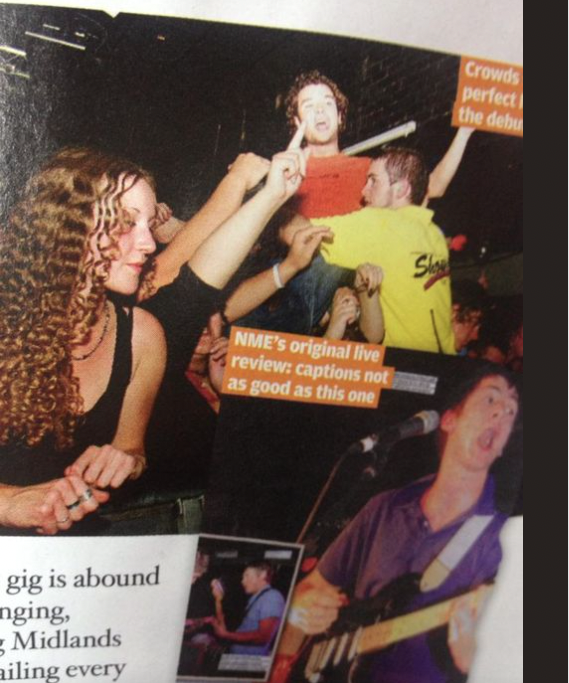 Crowds
perfect
the debu
NME's original live
review: captions not
as good as this one
gig is abound
nging,
g Midlands
ailing every